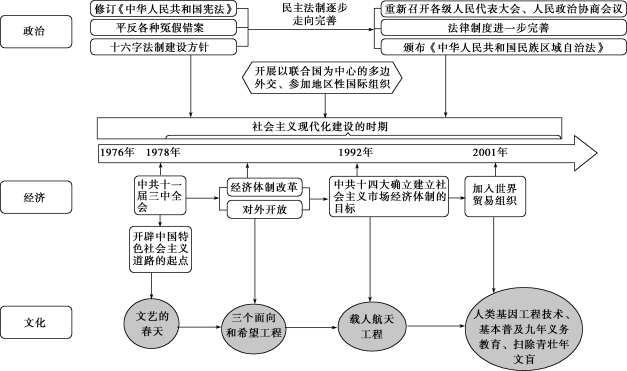 政治
修订《中华人民共和国宪法》
平反各种冤假错案
十六字法制建设方针
民主法制逐步
走向完善
重新召开各级人民代表大会、人民政治协商会议
法律制度进一步完善
颁布《中华人民共和国民族区域自治法》
开展以联合国为中心的多边
外交、参加地区性国际组织
社会主义现代化建设的时期
1976年
1978年
1992年
2001年
经济
中共十一
届三中全
会
经济体制改革
对外开放
中共十四大确立建立社
会主义市场经济体制的
目标
加入世界
贸易组织
开辟中国特
色社会主义
道路的起点
文化
文艺的
春天
三个面向
和希望工程
载人航天
工程
人类基因工程技术、
基本普及九年义务
教育、扫除青壮年
文盲